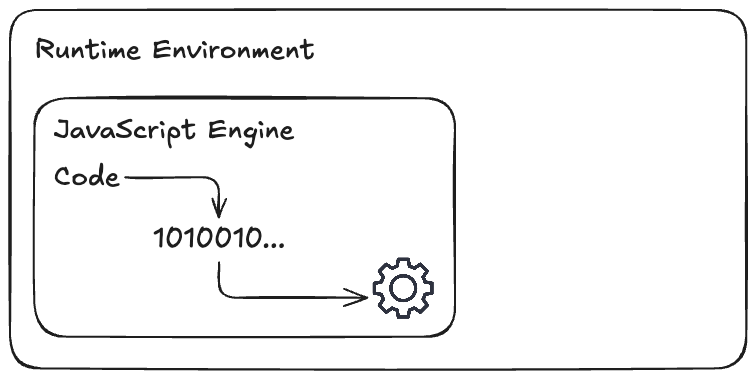 Runtime Environment
JavaScript Engine
Code
1010010...